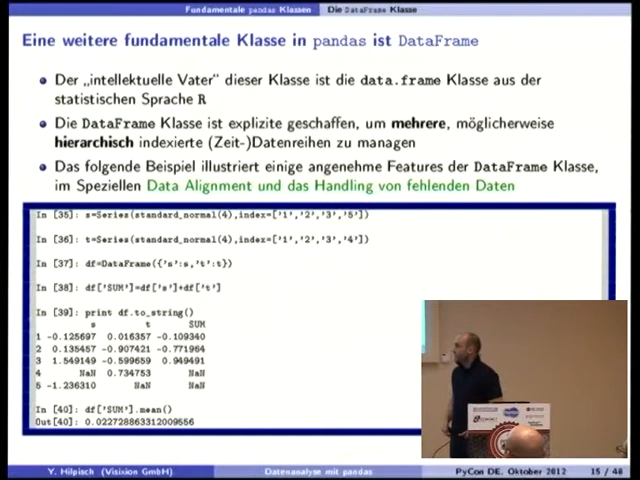 Fundamentale pandas Klassen Die DataFrame Klasse
Eine weitere fundamentale Klasse in pandas ist DataFrame
Der „intellektuelle Vater“ dieser Klasse ist die data.frame Klasse aus der
statistischen Sprache R
Die DataFrame Klasse ist explizite geschaffen, um mehrere, möglicherweise
hierarchisch indexierte (Zeit-)Datenreihen zu managen
Das folgende Beispiel illustriert einige angenehme Features der DataFrame Klasse,
im Speziellen Data Alignment und das Handling von fehlenden Daten
In [35]: s=Series(standard_normal(4),index=['1','2','3','5'])
In [36]: t=Series(standard_normal(4),index=['1','2','3','4'])
In [37]: df=DataFrame({'s':s,'t':t})
In [38]: df['SUM']=df['s']+df['t']
In [39]: print df.to_string()
s t SUM
1 -0.125697 0.016357 -0.109340
2 0.135457 -0.907421 -0.771964
3 1.549149 -0.599659 0.949491
4 NaN 0.734753 NaN
5 -1.236310 NaN NaN
In [40]: df['SUM'].mean()
Out[40]: 0.022728863312009556
Y. Hilpisch (Visixion GmbH) Datenanalyse mit pandas PyCon DE, Oktober 2012 15 / 48